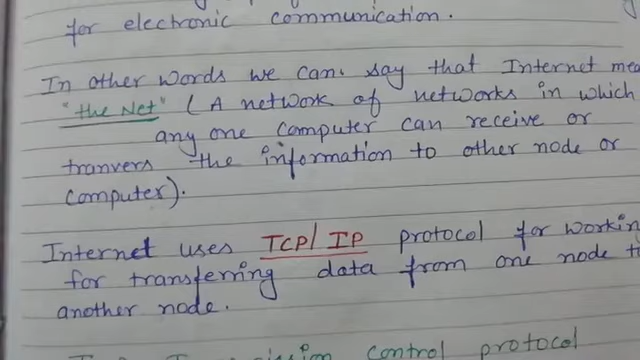 for electronic communication.
In other words we can say that Internet mea
"the Net" (A network of networks in which
any one computer can receive or
tranvers the information to other node or
computer).
Internet uses TCP/IP protocol for workin
for transferring data from one node t
another node.
control protocol